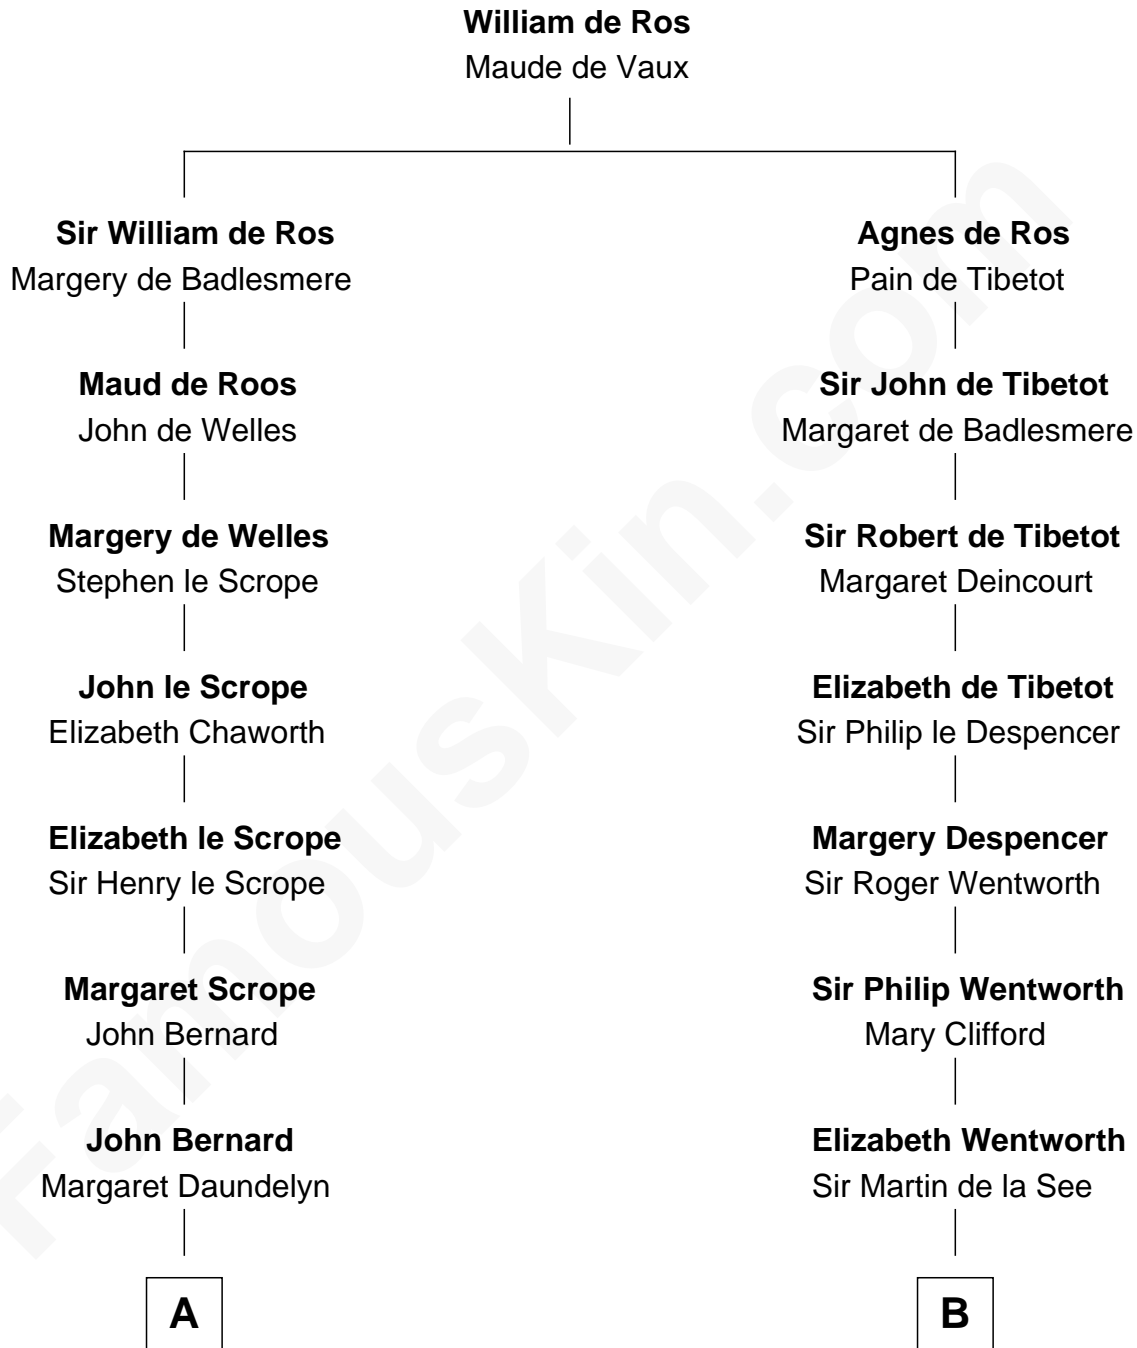 William de Ros
Maude de Vaux
Sir William de Ros
Margery de Badlesmere
Maud de Roos
John de Welles
Margery de Welles
Stephen le Scrope
John le Scrope
Elizabeth Chaworth
Elizabeth le Scrope
Sir Henry le Scrope
Margaret Scrope
John Bernard
John Bernard
Margaret Daundelyn
A
Agnes de Ros
Pain de Tibetot
Sir John de Tibetot
Margaret de Badlesmere
Sir Robert de Tibetot
Margaret Deincourt
Elizabeth de Tibetot
Sir Philip le Despencer
Margery Despencer
Sir Roger Wentworth
Sir Philip Wentworth
Mary Clifford
Elizabeth Wentworth
Sir Martin de la See
B
FamousKin.com